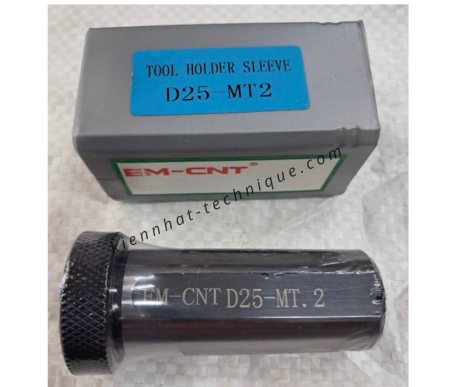 TOOL HOLDER SLEEVE
D25-MT2
EM-CNT®
kiennhat-technique.com
EM-CNT D25-MT.2